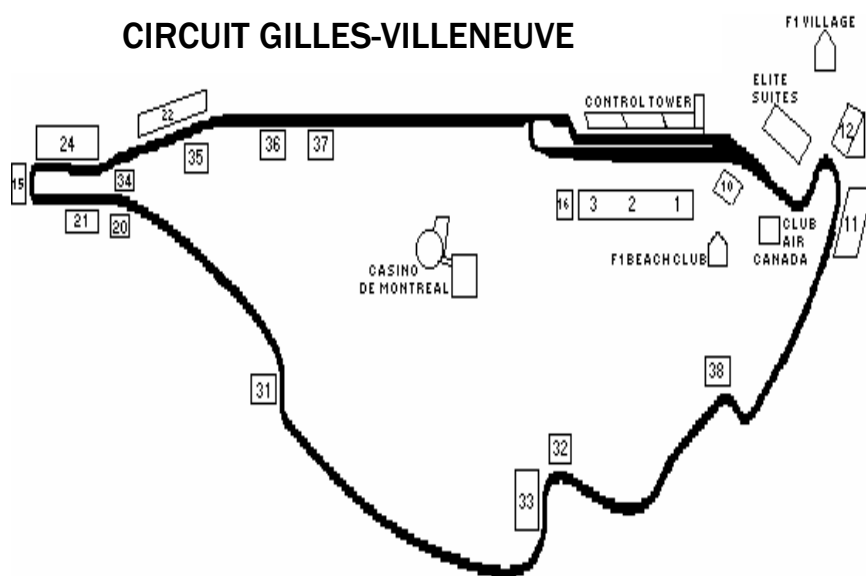 CIRCUIT GILLES-VILLENEUVE
F1 VILLAGE
ELITE
SUITES
CONTROL TOWER
12
22
24
35
36
37
34
15
21
20
16
3 2 1
10
11
CLUB
AIR
CANADA
F1 BEACH CLUB
CASINO
DE MONTREAL
31
38
32
33